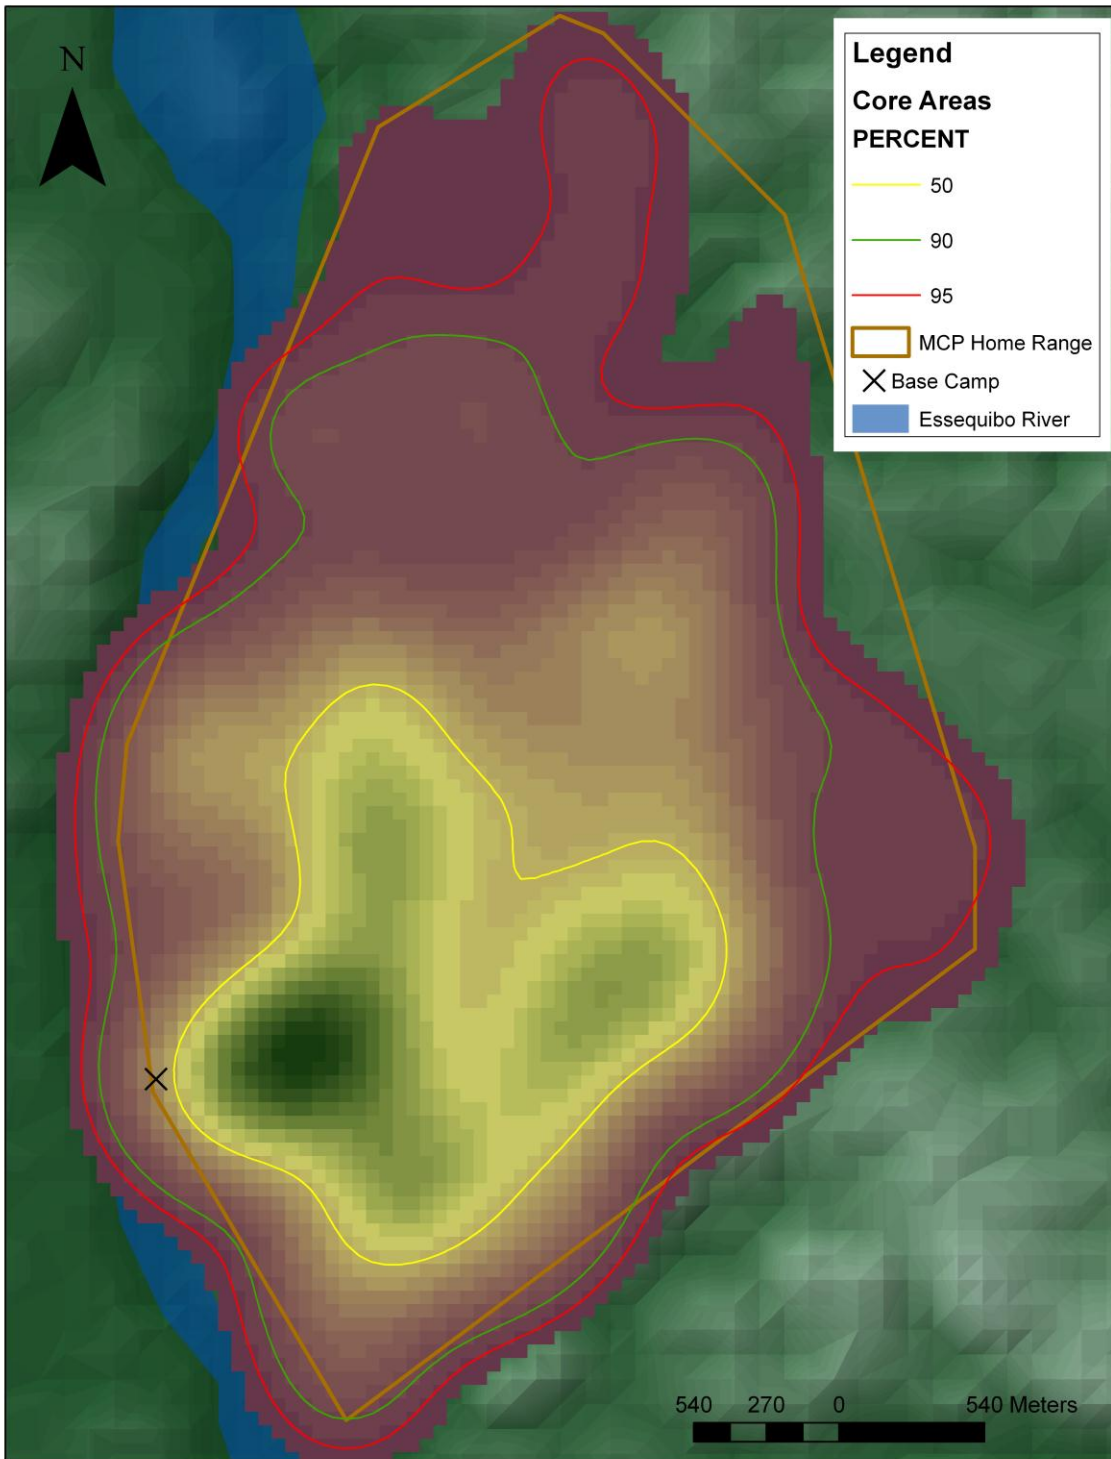 N
Legend
Core Areas
PERCENT
50
90
95
MCP Home Range
Base Camp
Essequibo River
540 270 0 540 Meters